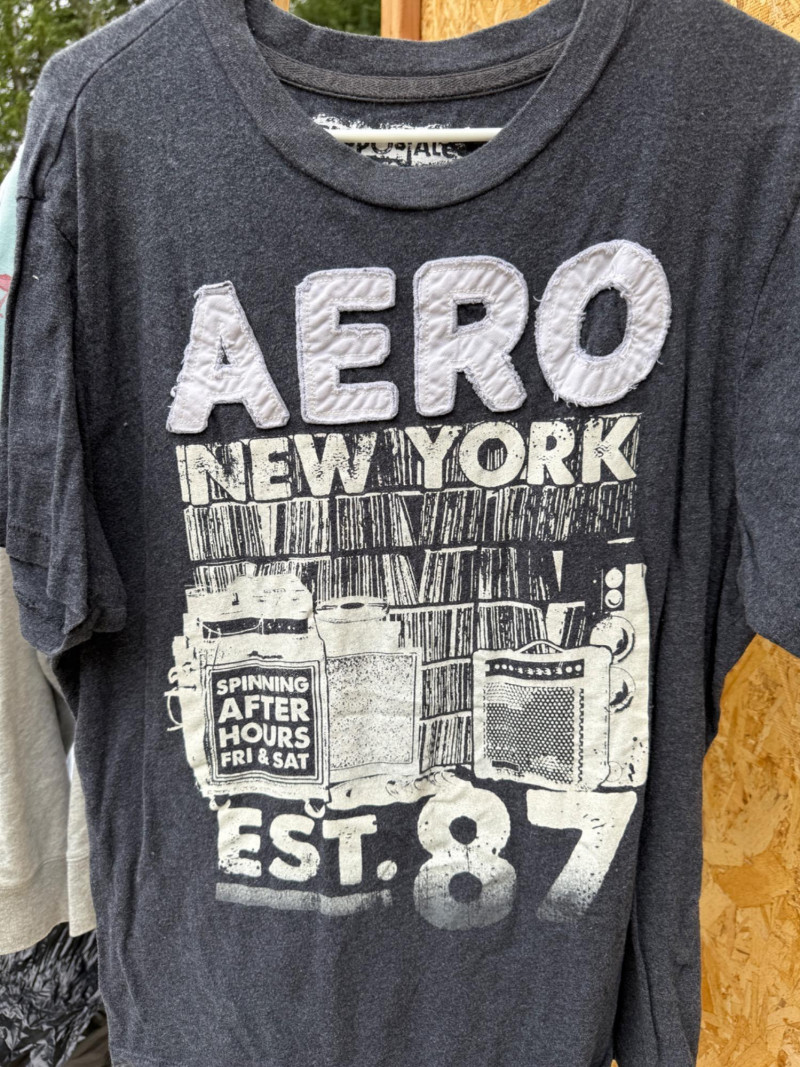 AERO
NEW YORK
SPINNING
AFTER
HOURS
FRI & SAT
EST. 87